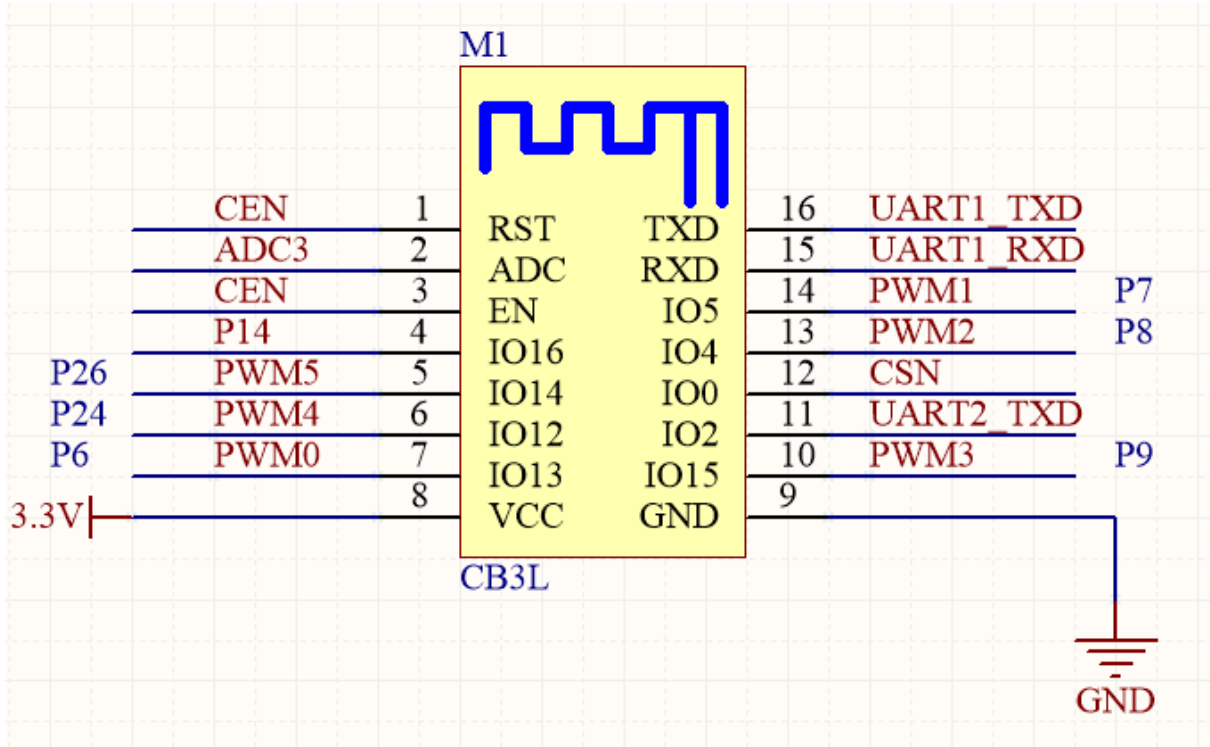 M1
CEN 1 RST TXD 16 UART1_TXD
ADC3 2 ADC RXD 15 UART1_RXD
CEN 3 EN IO5 14 PWM1 P7
P14 4 IO16 IO4 13 PWM2 P8
P26 PWM5 5 IO14 IO0 12 CSN
P24 PWM4 6 IO12 IO2 11 UART2_TXD
P6 PWM0 7 IO13 IO15 10 PWM3 P9
3.3V 8 VCC GND 9
CB3L
GND